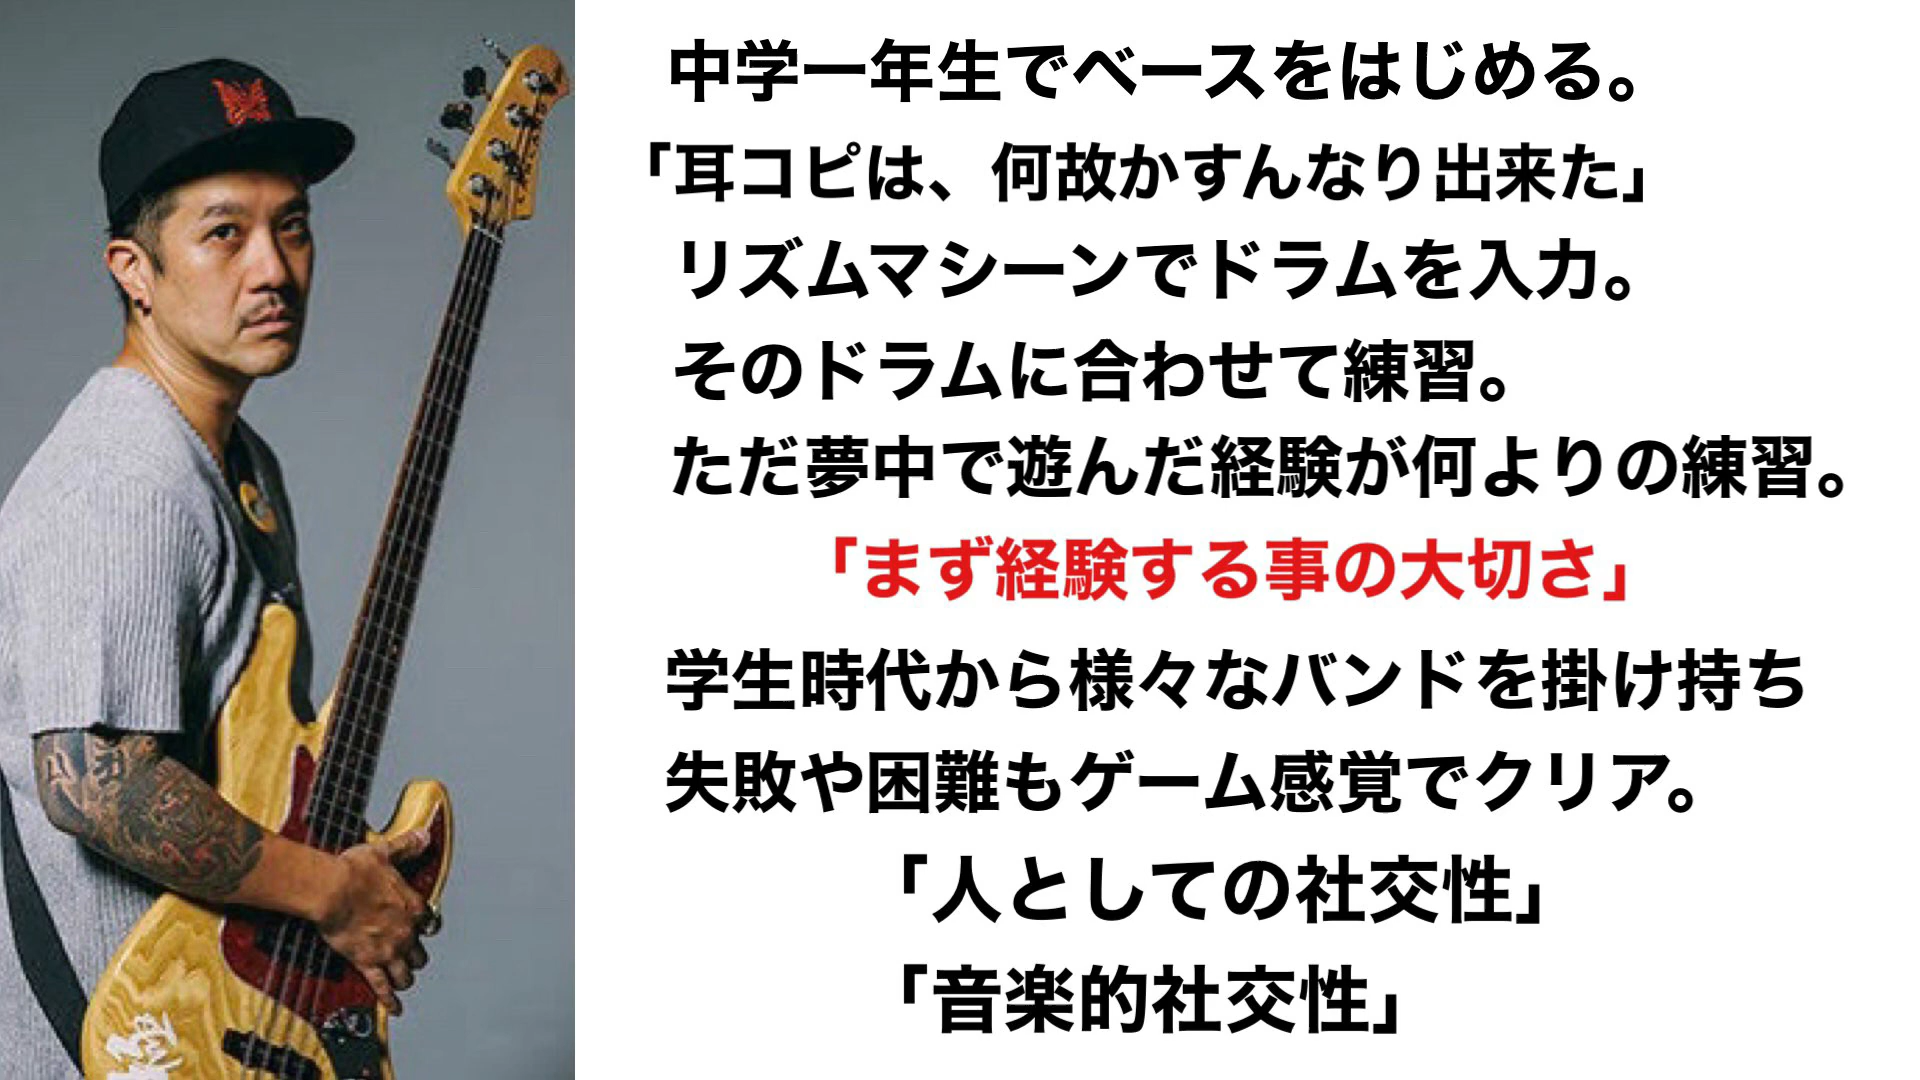 中学一年生でベースをはじめる。
「耳コピは、何故かすんなり出来た」
リズムマシーンでドラムを入力。
そのドラムに合わせて練習。
ただ夢中で遊んだ経験が何よりの練習。
「まず経験する事の大切さ」
学生時代から様々なバンドを掛け持ち
失敗や困難もゲーム感覚でクリア。
「人としての社交性」
「音楽的社交性」